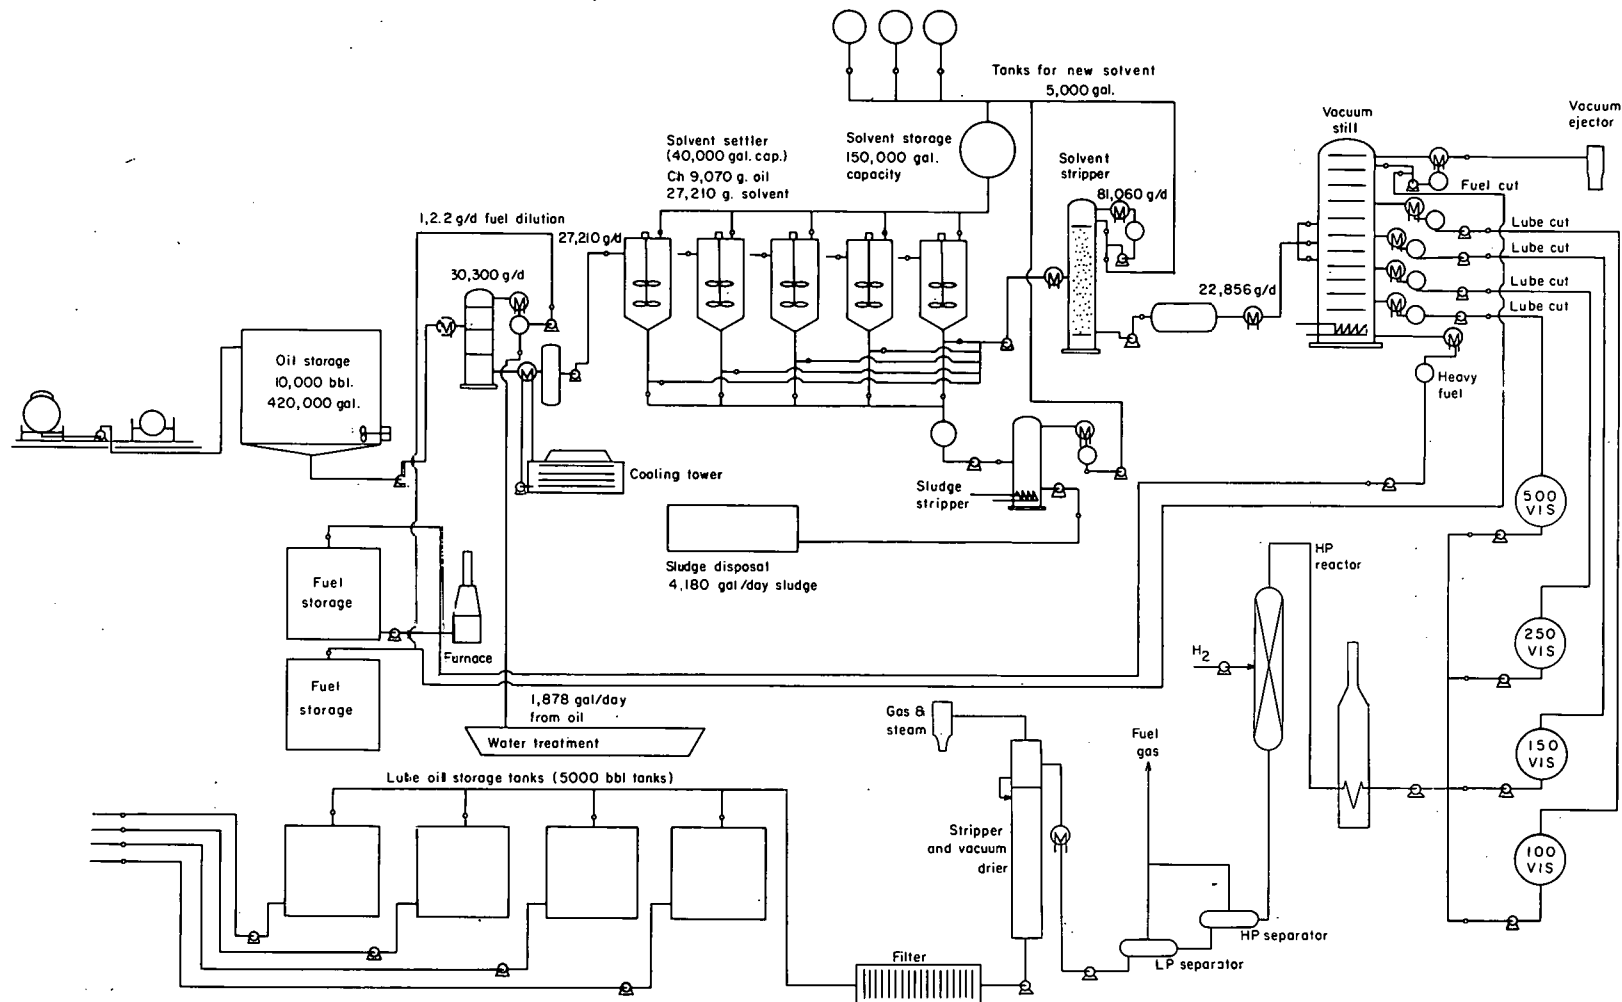 Tanks for new solvent
5,000 gal.
Vacuum
still
Vacuum
ejector
Solvent settler
(40,000 gal. cap.)
Ch 9,070 g. oil
27,210 g. solvent
Solvent storage
150,000 gal.
capacity
Solvent
stripper
81,060 g/d
Fuel cut
Lube cut
Lube cut
Lube cut
Lube cut
1,2.2 g/d fuel dilution
27,210 g/d
30,300 g/d
22,856 g/d
Oil storage
10,000 bbl.
420,000 gal.
Heavy
fuel
Cooling tower
Sludge
stripper
500
VIS
Sludge disposal
4,180 gal/day sludge
HP
reactor
Fuel
storage
Furnace
250
VIS
H2
Fuel
storage
1,878 gal/day
from oil
Water treatment
Gas &
steam
Fuel
gas
150
VIS
Lube oil storage tanks (5000 bbl tanks)
Stripper
and vacuum
drier
100
VIS
HP separator
LP separator
Filter